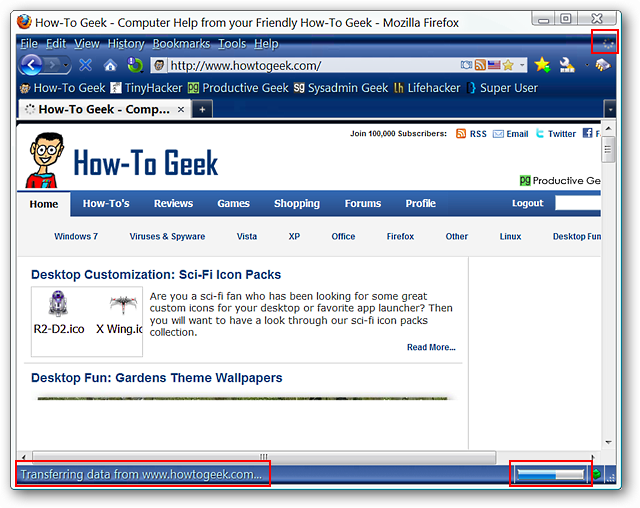 How-To Geek - Computer Help from your Friendly How-To Geek - Mozilla Firefox
File Edit View History Bookmarks Tools Help
http://www.howtogeek.com/
How-To Geek TinyHacker pg Productive Geek Sg Sysadmin Geek lh Lifehacker } Super User
How-To Geek - Comp... × +
Join 100,000 Subscribers: RSS Email Twitter f F
How-To Geek
pg Productive Ge
Home How-To's Reviews Games Shopping Forums Profile Logout
Windows 7 Viruses & Spyware Vista XP Office Firefox Other Linux Desktop Fun
Desktop Customization: Sci-Fi Icon Packs
R2-D2.ico X Wing.ic
Are you a sci-fi fan who has been looking for some great
custom icons for your desktop or favorite app launcher? Then
you will want to have a look through our sci-fi icon packs
collection.
Read More...
Desktop Fun: Gardens Theme Wallpapers
Transferring data from www.howtogeek.com...